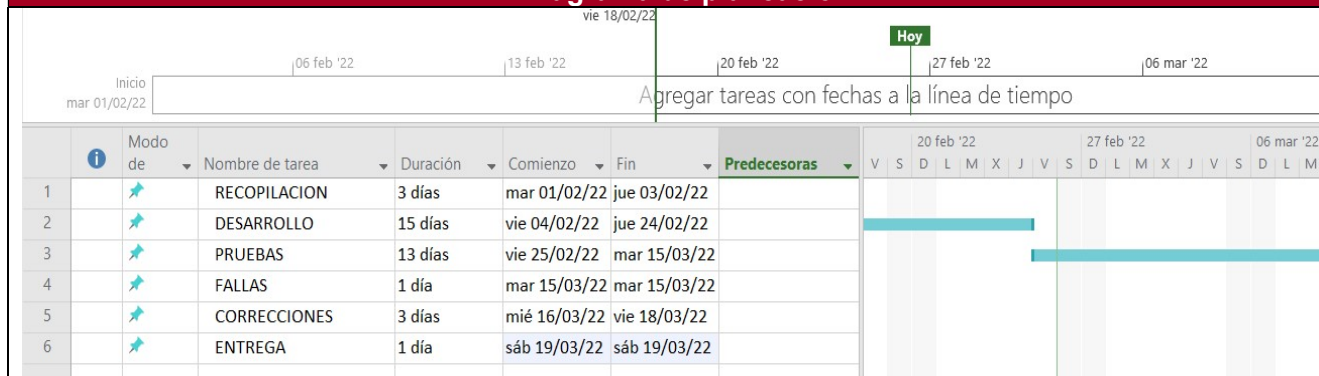 vie 18/02/22
Hoy
06 feb '22 13 feb '22 20 feb '22 27 feb '22 06 mar '22
Inicio
mar 01/02/22
Agregar tareas con fechas a la línea de tiempo
Modo de Nombre de tarea Duración Comienzo Fin Predecesoras
20 feb '22 27 feb '22 06 mar '22
V S D L M X J V S D L M X J V S D L M
1 RECOPILACION 3 días mar 01/02/22 jue 03/02/22
2 DESARROLLO 15 días vie 04/02/22 jue 24/02/22
3 PRUEBAS 13 días vie 25/02/22 mar 15/03/22
4 FALLAS 1 día mar 15/03/22 mar 15/03/22
5 CORRECCIONES 3 días mié 16/03/22 vie 18/03/22
6 ENTREGA 1 día sáb 19/03/22 sáb 19/03/22